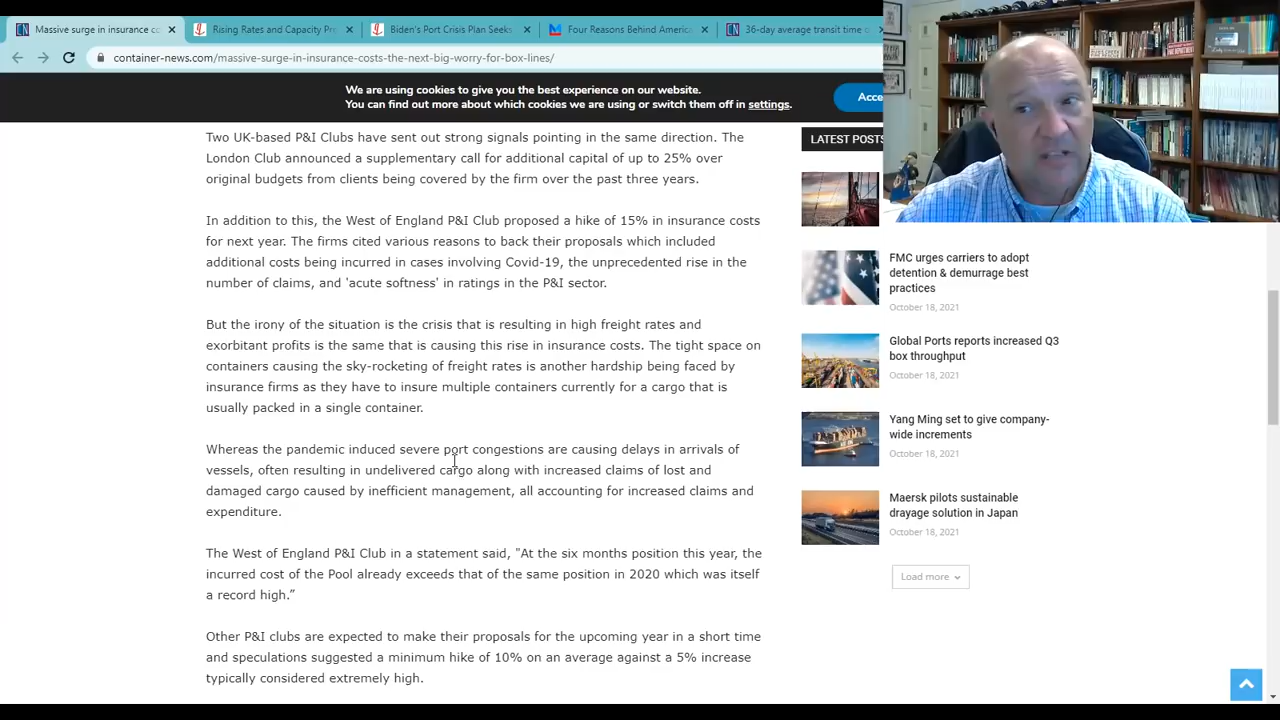 Massive surge in insurance co
Rising Rates and Capacity Pr
Biden's Port Crisis Plan Seeks
Four Reasons Behind America
36-day average transit time o
container-news.com/massive-surge-in-insurance-costs-the-next-big-worry-for-box-lines/
We are using cookies to give you the best experience on our website.
You can find out more about which cookies we are using or switch them off in settings.
Acce
Two UK-based P&I Clubs have sent out strong signals pointing in the same direction. The
London Club announced a supplementary call for additional capital of up to 25% over
original budgets from clients being covered by the firm over the past three years.
In addition to this, the West of England P&I Club proposed a hike of 15% in insurance costs
for next year. The firms cited various reasons to back their proposals which included
additional costs being incurred in cases involving Covid-19, the unprecedented rise in the
number of claims, and 'acute softness' in ratings in the P&I sector.
But the irony of the situation is the crisis that is resulting in high freight rates and
exorbitant profits is the same that is causing this rise in insurance costs. The tight space on
containers causing the sky-rocketing of freight rates is another hardship being faced by
insurance firms as they have to insure multiple containers currently for a cargo that is
usually packed in a single container.
Whereas the pandemic induced severe port congestions are causing delays in arrivals of
vessels, often resulting in undelivered cargo along with increased claims of lost and
damaged cargo caused by inefficient management, all accounting for increased claims and
expenditure.
The West of England P&I Club in a statement said, "At the six months position this year, the
incurred cost of the Pool already exceeds that of the same position in 2020 which was itself
a record high.”
Other P&I clubs are expected to make their proposals for the upcoming year in a short time
and speculations suggested a minimum hike of 10% on an average against a 5% increase
typically considered extremely high.
LATEST POSTS
FMC urges carriers to adopt
detention & demurrage best
practices
October 18, 2021
Global Ports reports increased Q3
box throughput
October 18, 2021
Yang Ming set to give company-
wide increments
October 18, 2021
Maersk pilots sustainable
drayage solution in Japan
October 18, 2021
Load more